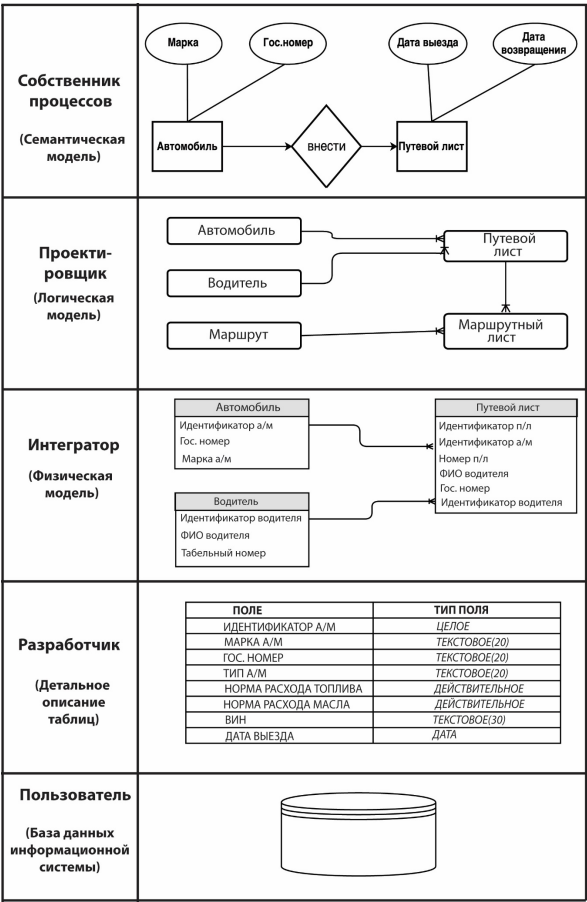 Собственник
процессов
(Семантическая
модель)
Марка
Гос.номер
Дата выезда
Дата
возвращения
Автомобиль
внести
Путевой лист
Проекти-
ровщик
(Логическая
модель)
Автомобиль
Водитель
Маршрут
Путевой
лист
Маршрутный
лист
Интегратор
(Физическая
модель)
Автомобиль
Идентификатор а/м
Гос. номер
Марка а/м
Водитель
Идентификатор водителя
ФИО водителя
Табельный номер
Путевой лист
Идентификатор п/л
Идентификатор а/м
Номер п/л
ФИО водителя
Гос. номер
Идентификатор водителя
Разработчик
(Детальное
описание
таблиц)
ПОЛЕ ТИП ПОЛЯ
ИДЕНТИФИКАТОР А/М ЦЕЛОЕ
МАРКА А/М ТЕКСТОВОЕ(20)
ГОС. НОМЕР ТЕКСТОВОЕ(20)
ТИП А/М ТЕКСТОВОЕ(20)
НОРМА РАСХОДА ТОПЛИВА ДЕЙСТВИТЕЛЬНОЕ
НОРМА РАСХОДА МАСЛА ДЕЙСТВИТЕЛЬНОЕ
ВИН ТЕКСТОВОЕ(30)
ДАТА ВЫЕЗДА ДАТА
Пользователь
(База данных
информационной
системы)